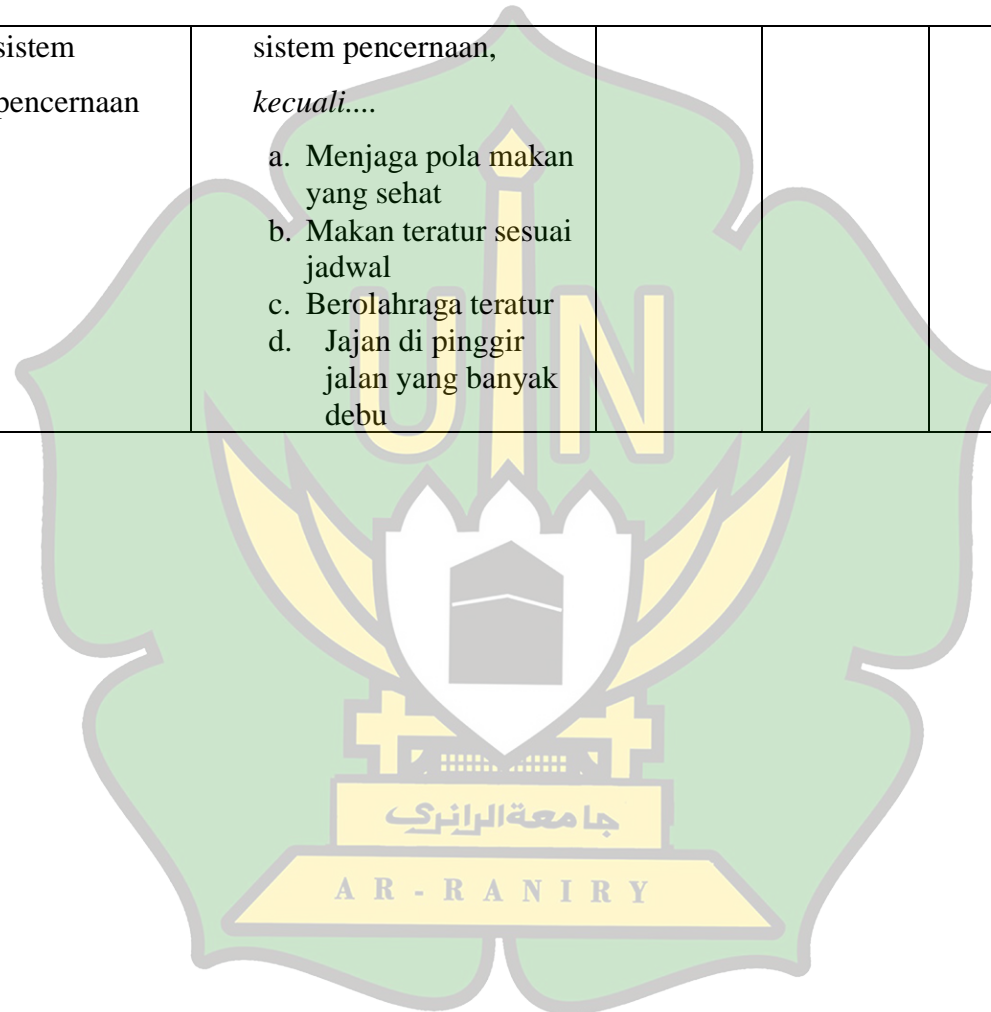 sistem
pencernaan
sistem pencernaan,
kecuali....
a. Menjaga pola makan
yang sehat
b. Makan teratur sesuai
jadwal
c. Berolahraga teratur
d. Jajan di pinggir
jalan yang banyak
debu
UIN
جامعة الرانري
AR-RANIRY